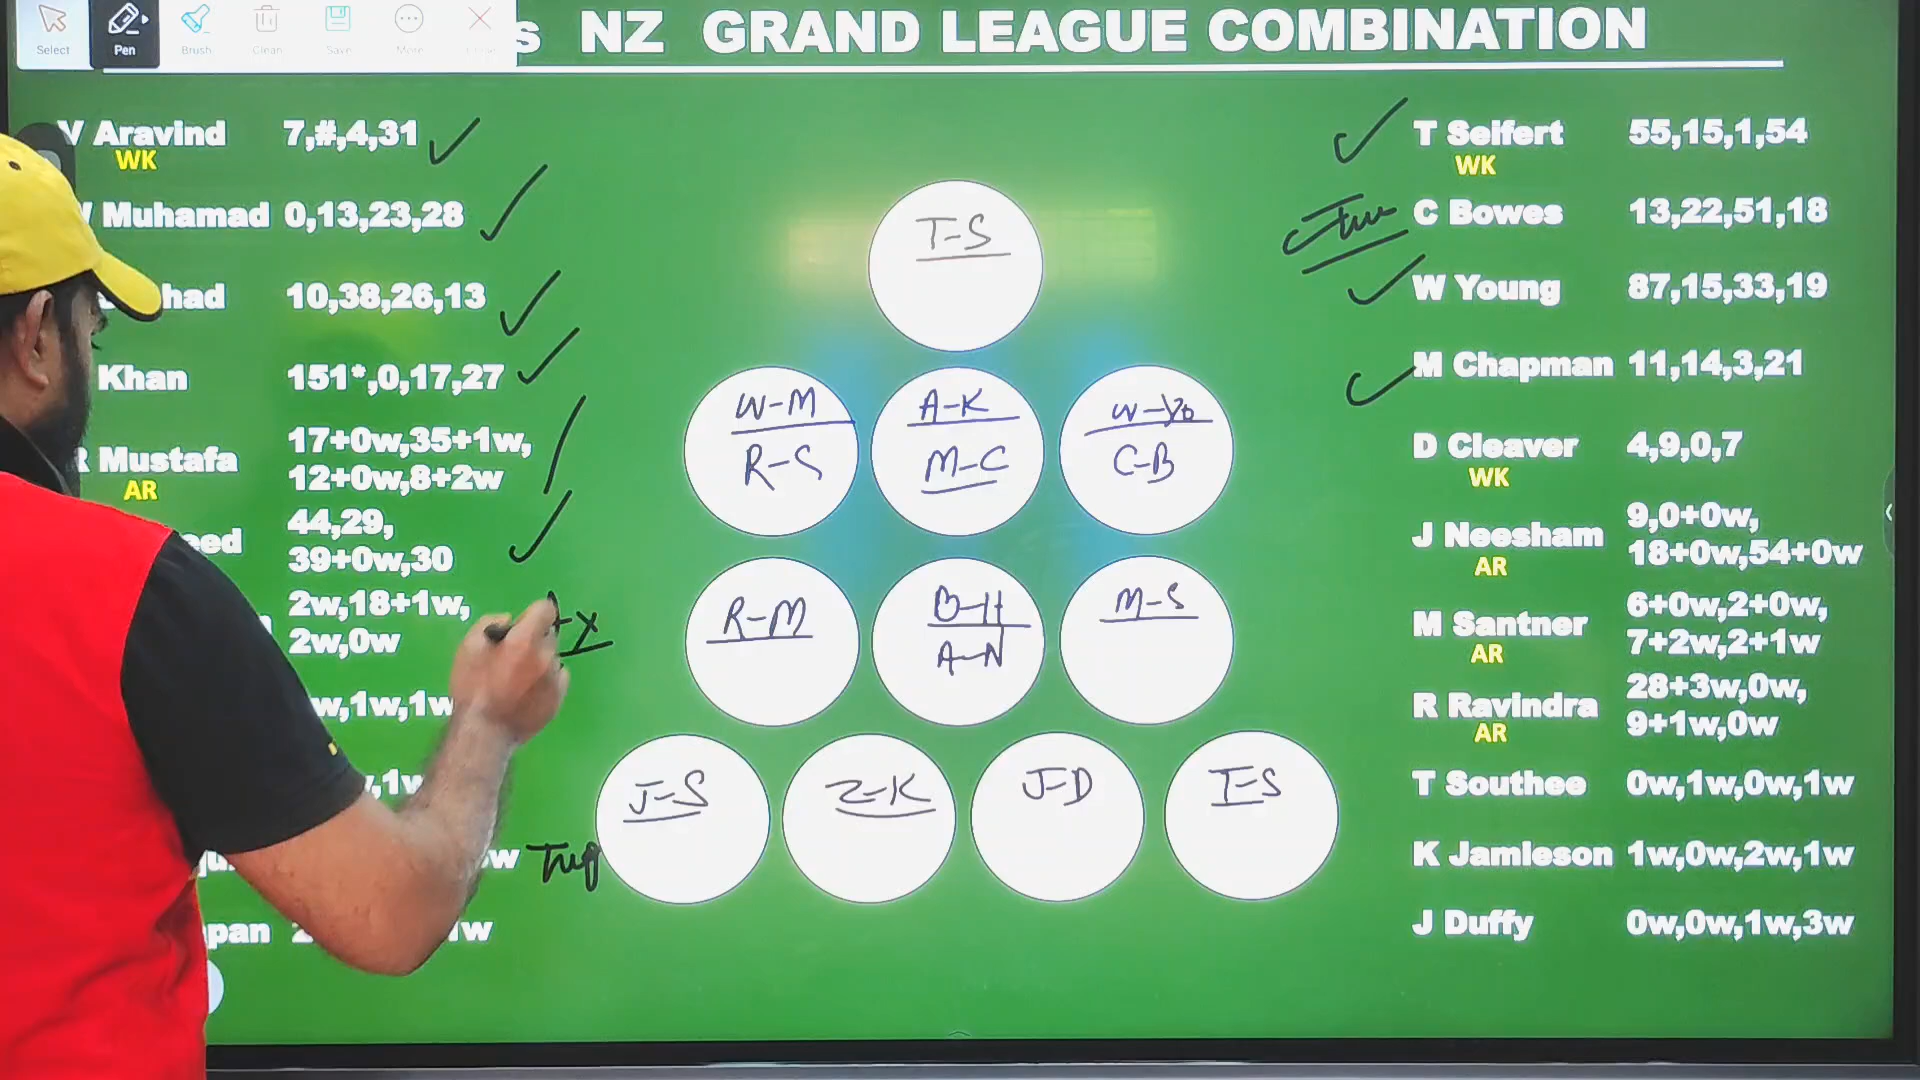 Select Pen Brush Clean Save More Close
s NZ GRAND LEAGUE COMBINATION
V Aravind 7,#,4,31
WK
Muhamad 0,13,23,28
had 10,38,26,13
Khan 151*,0,17,27
R Mustafa 17+0w,35+1w,
12+0w,8+2w
AR
eed 44,29,
39+0w,30
2w,18+1w,
2w,0w
w,1w,1w
,1w
w
pan 1w
T-S
W-M
R-S
A-K
M-C
W-Yo
C-B
R-M
B-H
A-N
M-S
J-S
Z-K
J-D
T-S
T Seifert 55,15,1,54
WK
C Bowes 13,22,51,18
W Young 87,15,33,19
M Chapman 11,14,3,21
D Cleaver 4,9,0,7
WK
J Neesham 9,0+0w,
18+0w,54+0w
AR
M Santner 6+0w,2+0w,
7+2w,2+1w
AR
R Ravindra 28+3w,0w,
9+1w,0w
AR
T Southee 0w,1w,0w,1w
K Jamieson 1w,0w,2w,1w
J Duffy 0w,0w,1w,3w